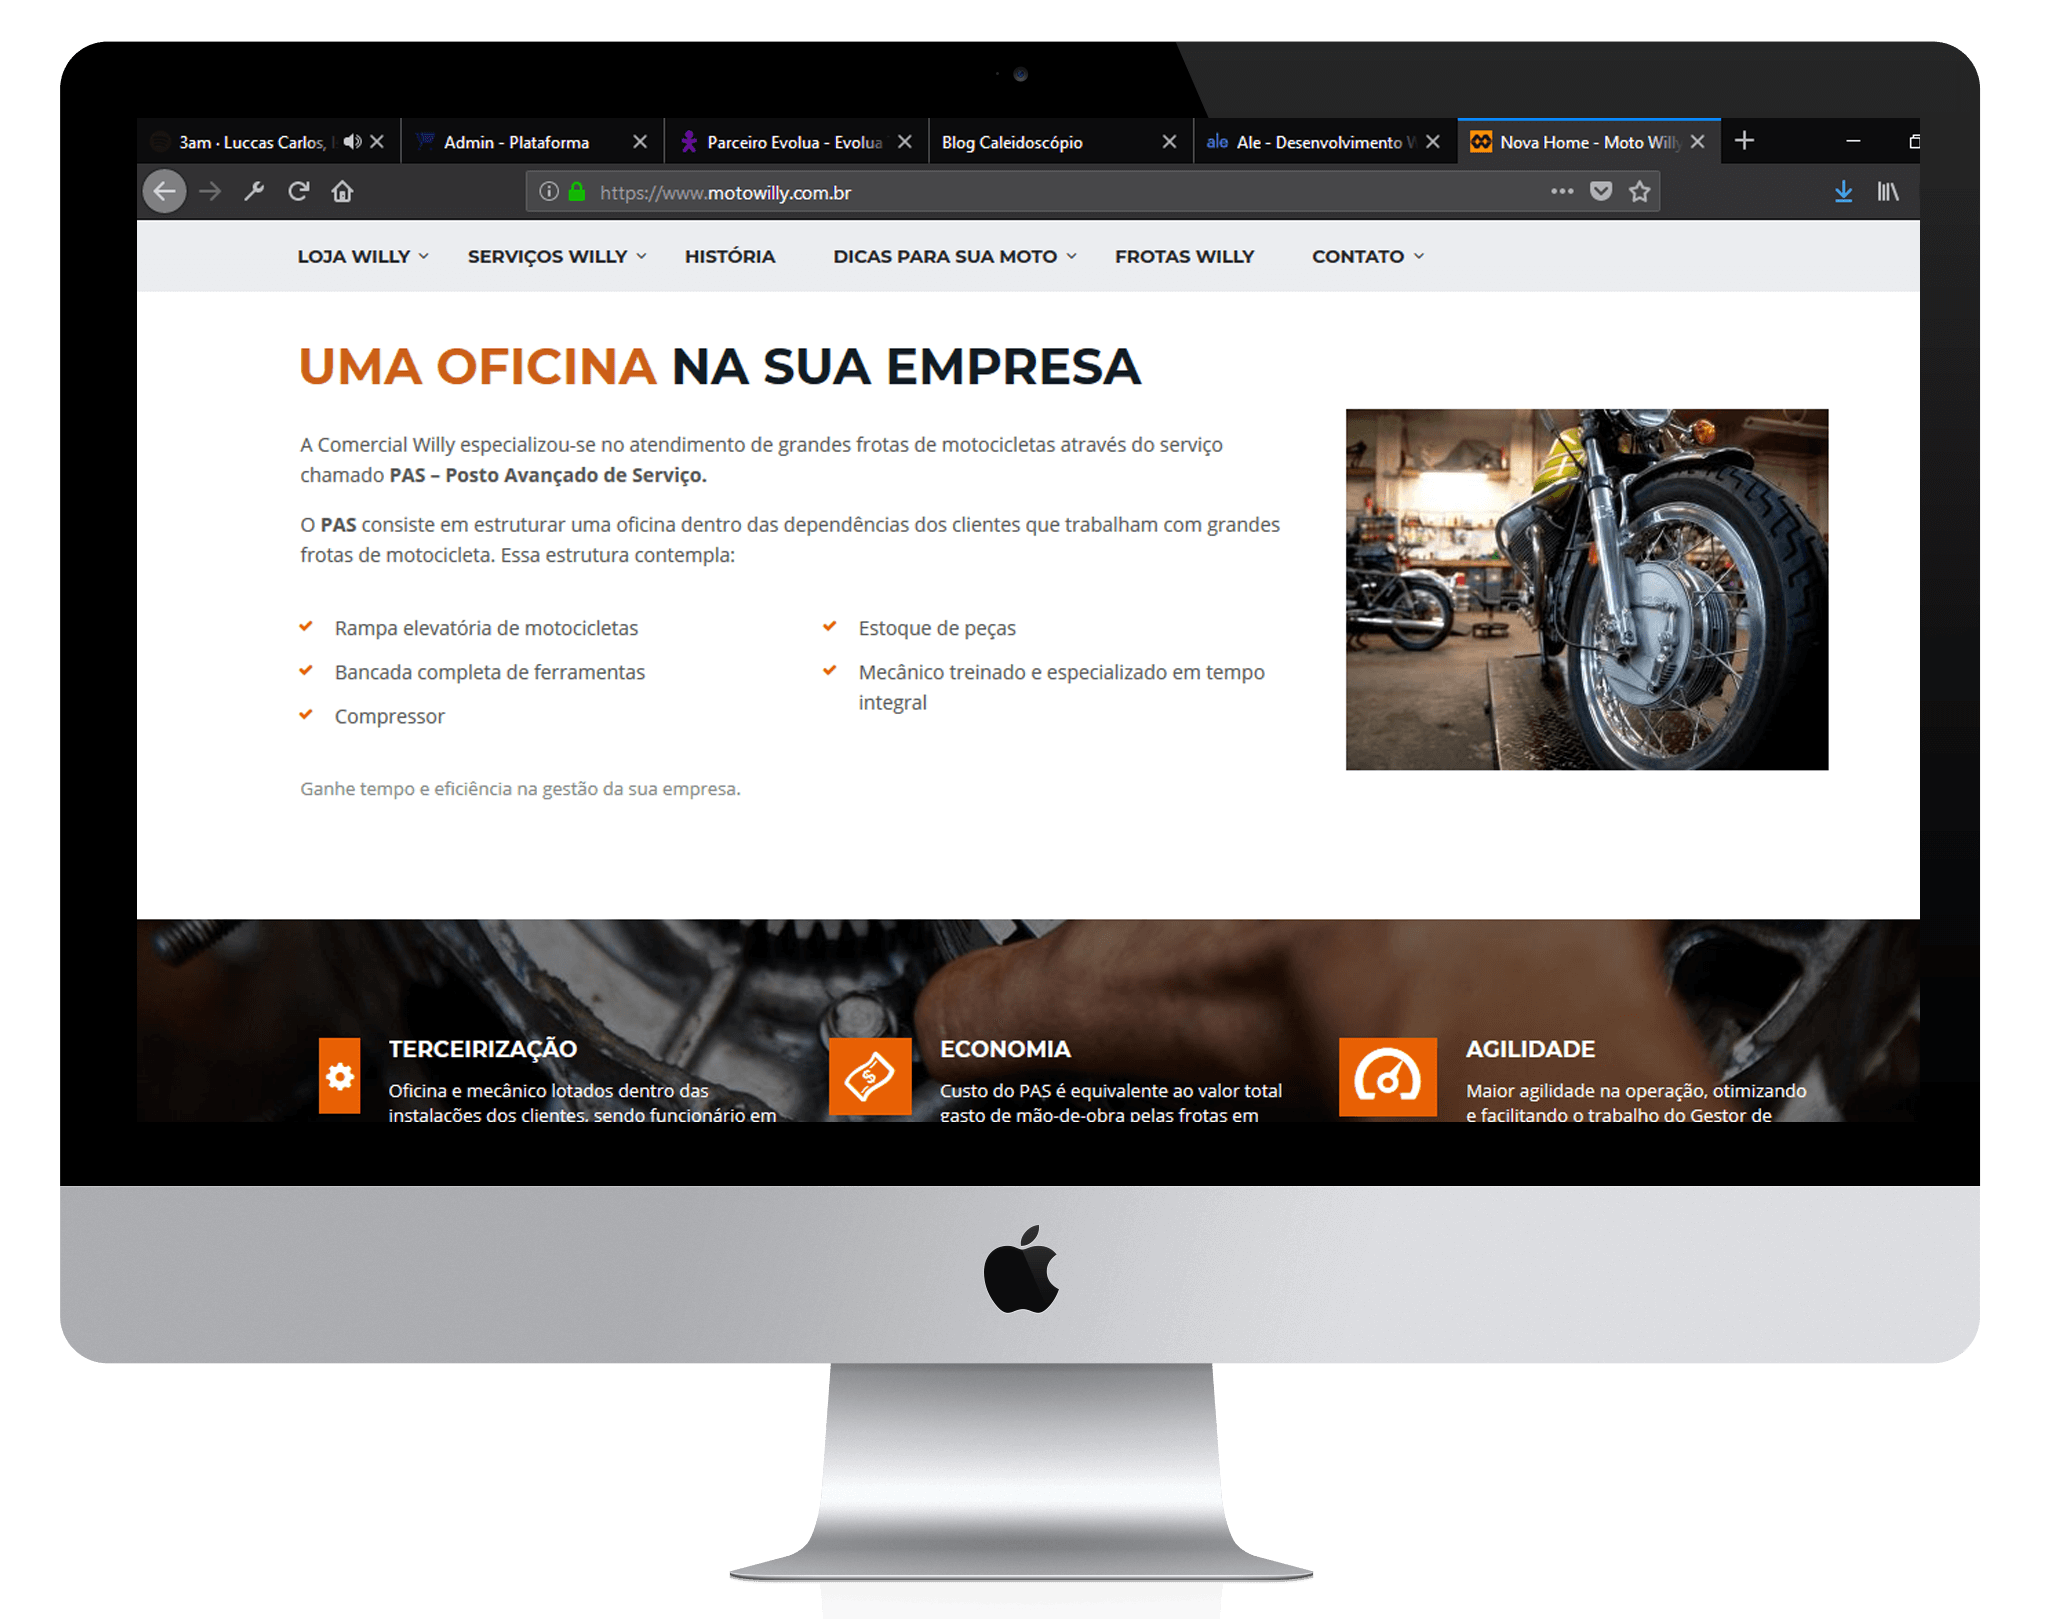 3am · Luccas Carlos,
Admin - Plataforma
Parceiro Evolua - Evolua
Blog Caleidoscópio
ale Ale - Desenvolvimento
Nova Home - Moto Willy
https://www.motowilly.com.br
LOJA WILLY
SERVIÇOS WILLY
HISTÓRIA
DICAS PARA SUA MOTO
FROTAS WILLY
CONTATO
UMA OFICINA NA SUA EMPRESA
A Comercial Willy especializou-se no atendimento de grandes frotas de motocicletas através do serviço
chamado PAS – Posto Avançado de Serviço.
O PAS consiste em estruturar uma oficina dentro das dependências dos clientes que trabalham com grandes
frotas de motocicleta. Essa estrutura contempla:
Rampa elevatória de motocicletas
Bancada completa de ferramentas
Compressor
Estoque de peças
Mecânico treinado e especializado em tempo
integral
Ganhe tempo e eficiência na gestão da sua empresa.
TERCEIRIZAÇÃO
Oficina e mecânico lotados dentro das
instalações dos clientes, sendo funcionário em
ECONOMIA
Custo do PAS é equivalente ao valor total
gasto de mão-de-obra pelas frotas em
AGILIDADE
Maior agilidade na operação, otimizando
e facilitando o trabalho do Gestor de